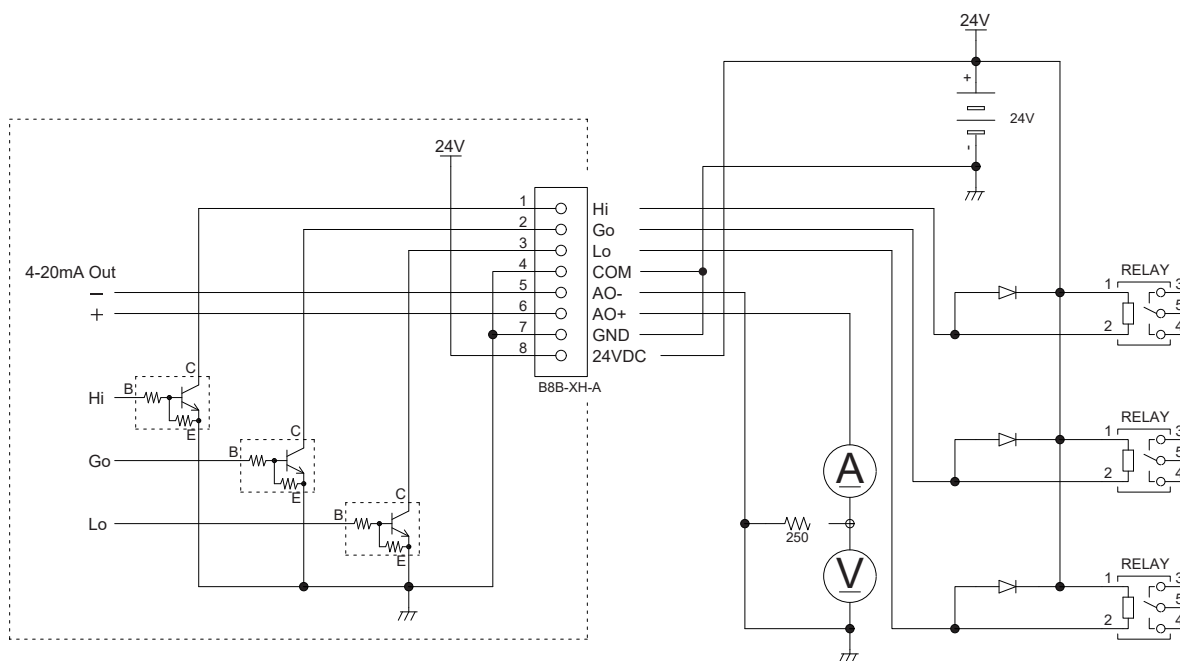 24V
+
24V
-
24V
1 Hi
2 Go
3 Lo
4 COM
5 AO-
6 AO+
7 GND
8 24VDC
B8B-XH-A
4-20mA Out
−
+
Hi B C E
Go B C E
Lo B C E
A
250
V
RELAY
1 3
5
2 4
RELAY
1 3
5
2 4
RELAY
1 3
5
2 4